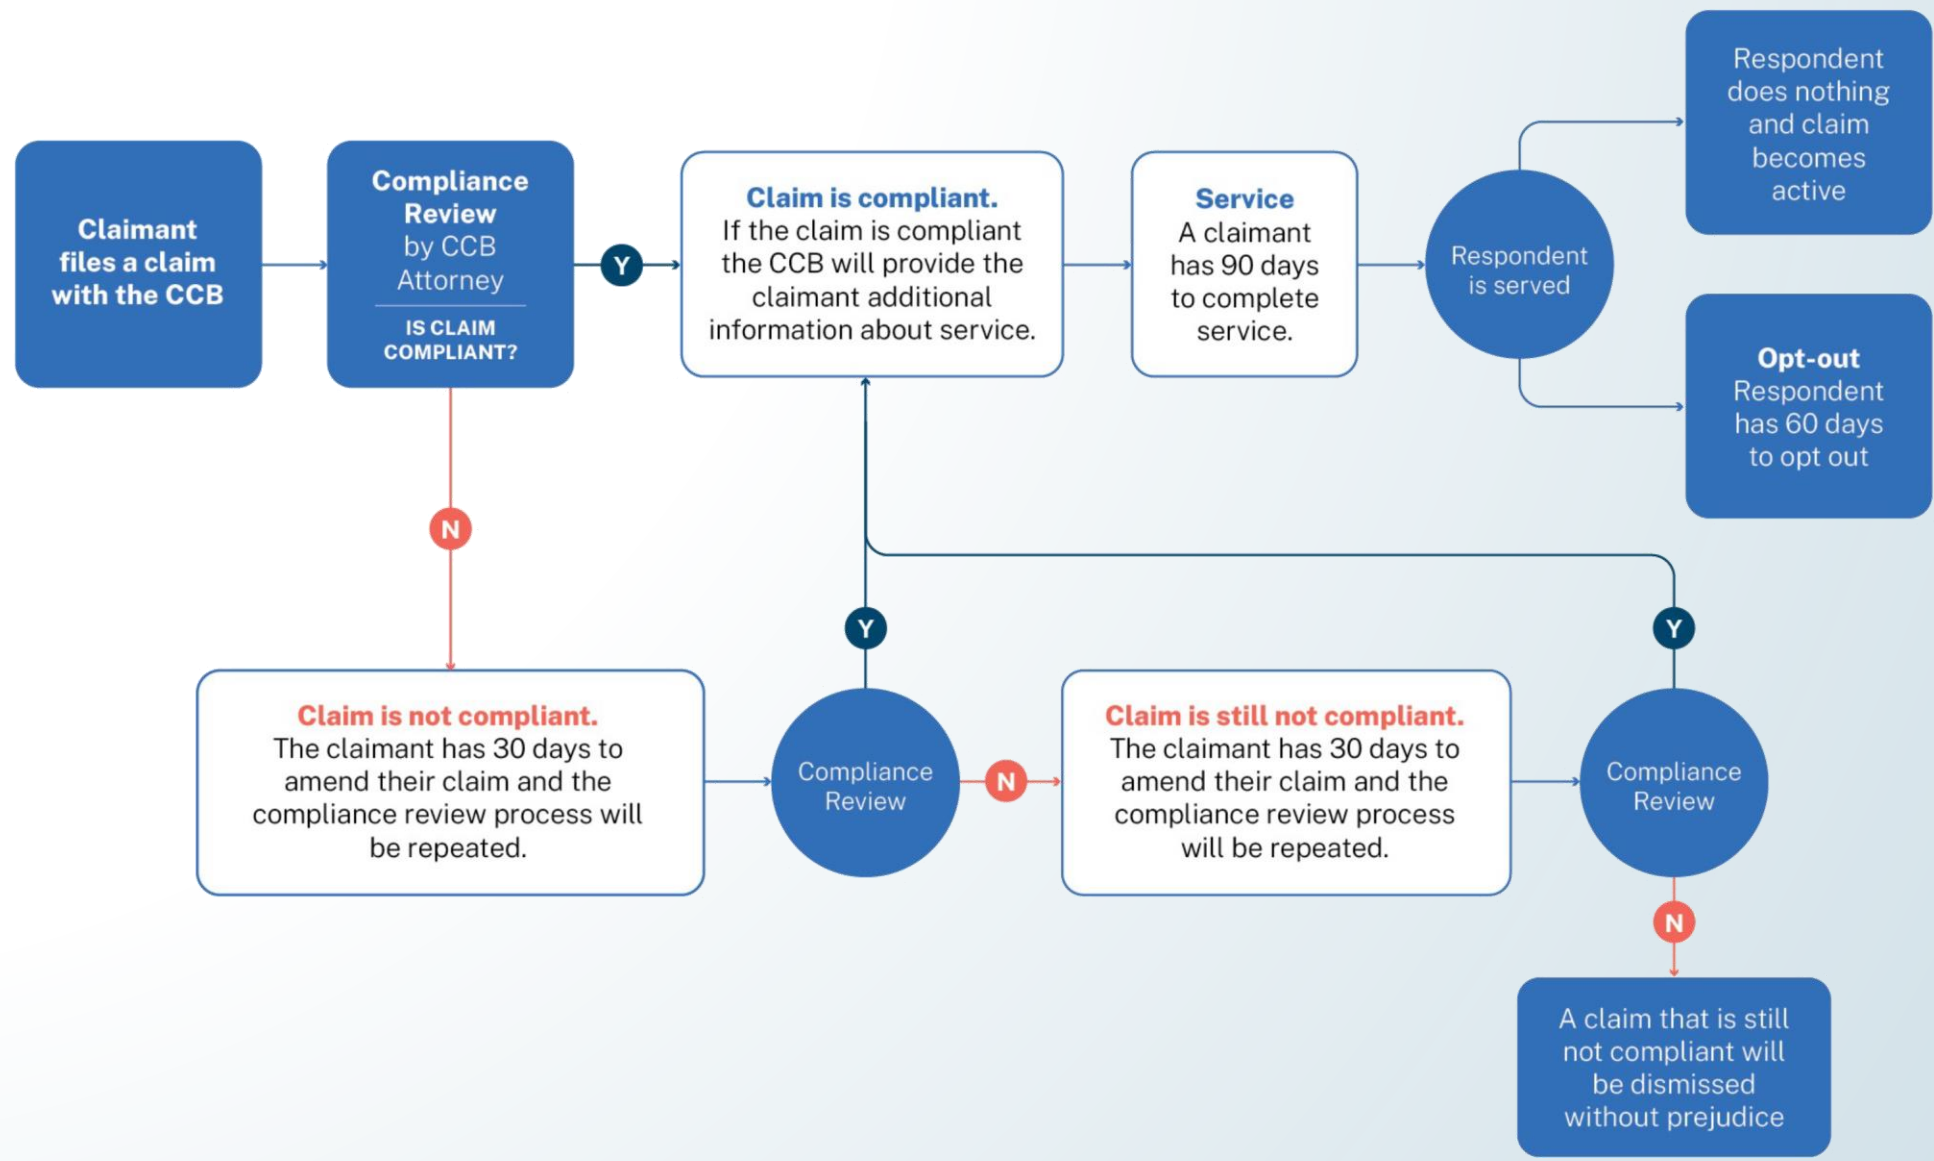 Claimant
files a claim
with the CCB
Compliance
Review
by CCB
Attorney
IS CLAIM
COMPLIANT?
Y
Claim is compliant.
If the claim is compliant
the CCB will provide the
claimant additional
information about service.
Service
A claimant
has 90 days
to complete
service.
Respondent
is served
Respondent
does nothing
and claim
becomes
active
Opt-out
Respondent
has 60 days
to opt out
N
Claim is not compliant.
The claimant has 30 days to
amend their claim and the
compliance review process will
be repeated.
Compliance
Review
Y
N
Claim is still not compliant.
The claimant has 30 days to
amend their claim and the
compliance review process
will be repeated.
Compliance
Review
Y
N
A claim that is still
not compliant will
be dismissed
without prejudice